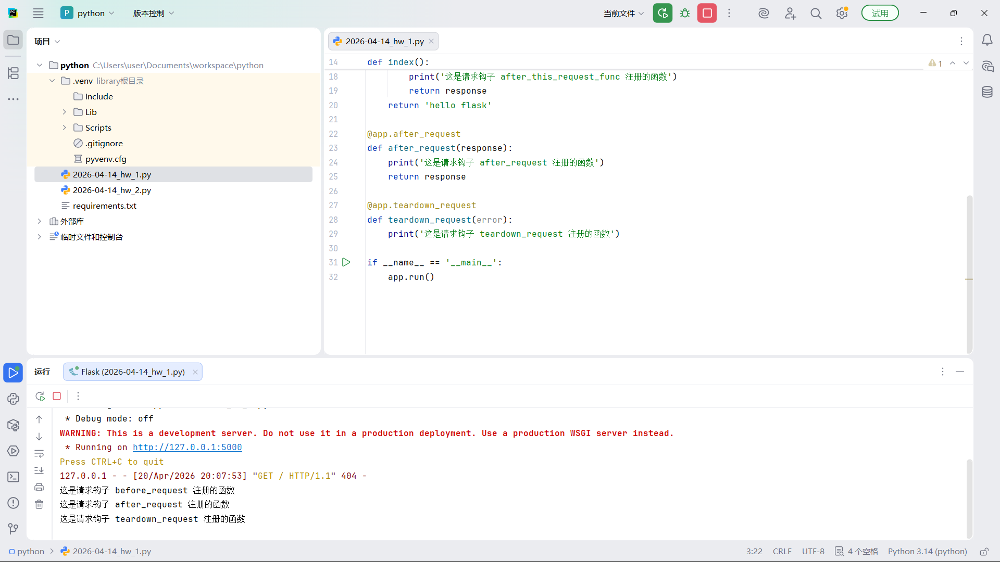 P python 版本控制 当前文件 试用
项目
python C:\Users\user\Documents\workspace\python
.venv library根目录
Include
Lib
Scripts
.gitignore
pyvenv.cfg
2026-04-14_hw_1.py
2026-04-14_hw_2.py
requirements.txt
外部库
临时文件和控制台
2026-04-14_hw_1.py
14 def index():
1
18 print('这是请求钩子 after_this_request_func 注册的函数')
19 return response
20 return 'hello flask'
21
22 @app.after_request
23 def after_request(response):
24 print('这是请求钩子 after_request 注册的函数')
25 return response
26
27 @app.teardown_request
28 def teardown_request(error):
29 print('这是请求钩子 teardown_request 注册的函数')
30
31 if __name__ == '__main__':
32 app.run()
运行 Flask (2026-04-14_hw_1.py)
* Debug mode: off
WARNING: This is a development server. Do not use it in a production deployment. Use a production WSGI server instead.
* Running on http://127.0.0.1:5000
Press CTRL+C to quit
127.0.0.1 - - [20/Apr/2026 20:07:53] "GET / HTTP/1.1" 404 -
这是请求钩子 before_request 注册的函数
这是请求钩子 after_request 注册的函数
这是请求钩子 teardown_request 注册的函数
python 2026-04-14_hw_1.py 3:22 CRLF UTF-8 4 个空格 Python 3.14 (python)